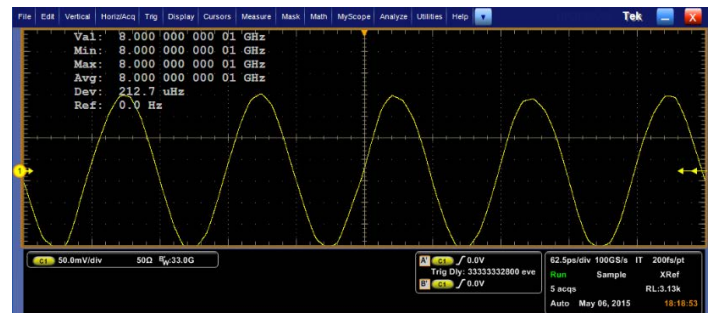 File Edit Vertical Horiz/Acq Trig Display Cursors Measure Mask Math MyScope Analyze Utilities Help Tek X
Val: 8.000 000 000 01 GHz
Min: 8.000 000 000 01 GHz
Max: 8.000 000 000 01 GHz
Avg: 8.000 000 000 01 GHz
Dev: 212.7 uHz
Ref: 0.0 Hz
1
C1 50.0mV/div 50Ω BW:33.0G
A' C1 0.0V
Trig Dly: 33333332800 eve
B' C1 0.0V
62.5ps/div 100GS/s IT 200fs/pt
Run Sample XRef
5 acqs RL:3.13k
Auto May 06, 2015 18:18:53